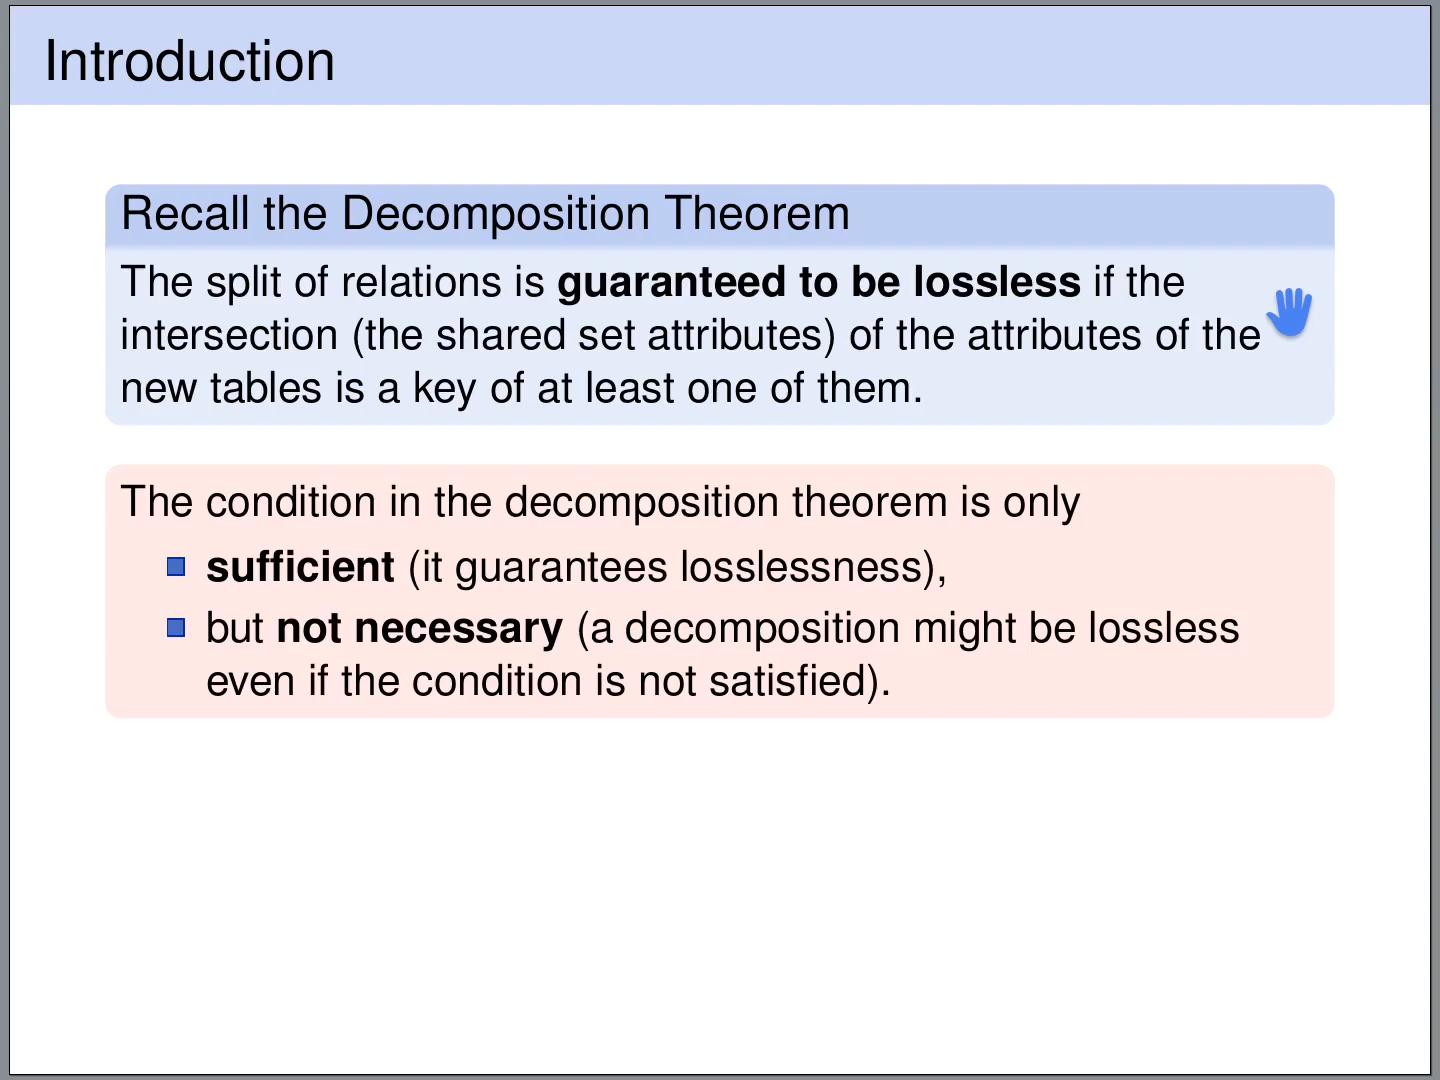 Introduction
Recall the Decomposition Theorem
The split of relations is guaranteed to be lossless if the
intersection (the shared set attributes) of the attributes of the
new tables is a key of at least one of them.
The condition in the decomposition theorem is only
sufficient (it guarantees losslessness),
but not necessary (a decomposition might be lossless
even if the condition is not satisfied).